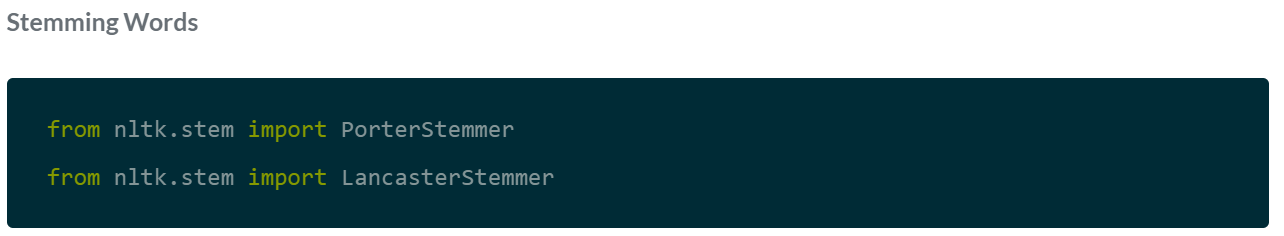 Stemming Words
from nltk.stem import PorterStemmer
from nltk.stem import LancasterStemmer